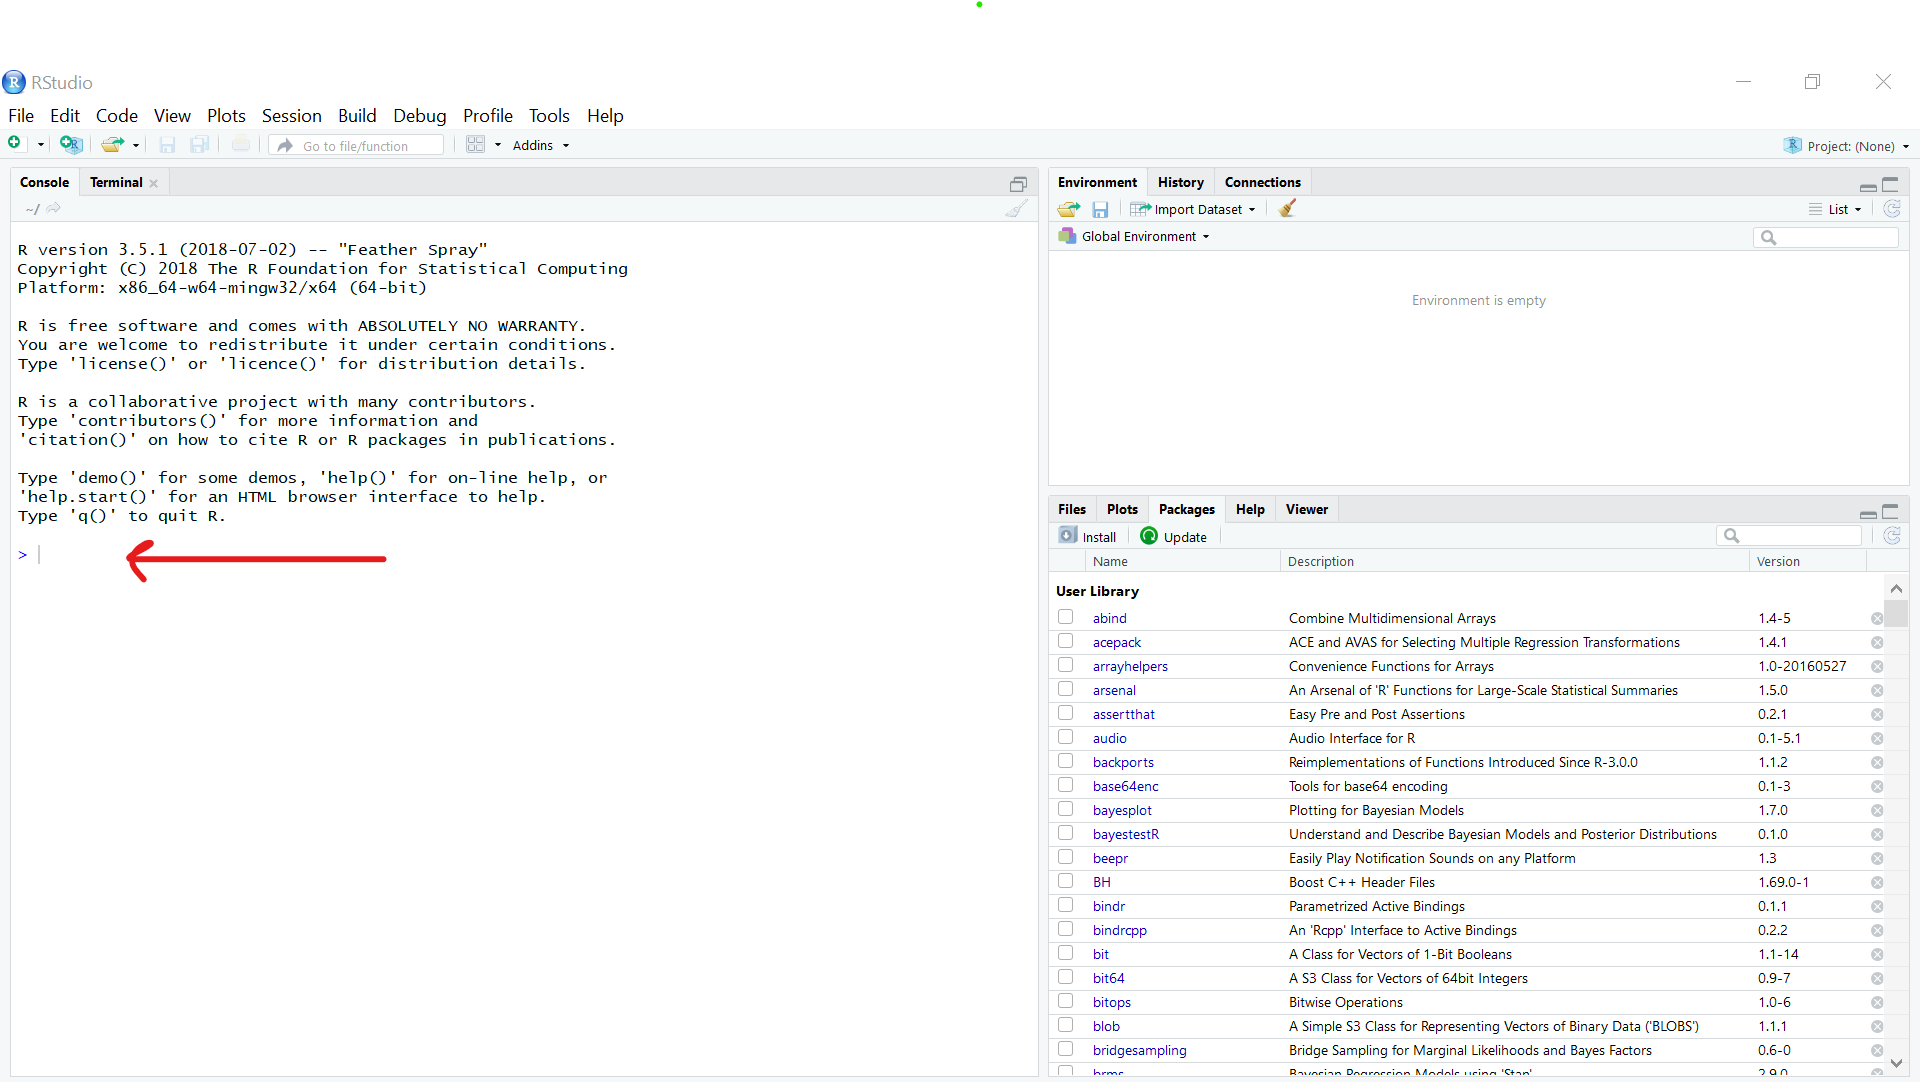 RStudio
File Edit Code View Plots Session Build Debug Profile Tools Help
Go to file/function Addins Project: (None)
Console Terminal
~/
R version 3.5.1 (2018-07-02) -- "Feather Spray"
Copyright (C) 2018 The R Foundation for Statistical Computing
Platform: x86_64-w64-mingw32/x64 (64-bit)
R is free software and comes with ABSOLUTELY NO WARRANTY.
You are welcome to redistribute it under certain conditions.
Type 'license()' or 'licence()' for distribution details.
R is a collaborative project with many contributors.
Type 'contributors()' for more information and
'citation()' on how to cite R or R packages in publications.
Type 'demo()' for some demos, 'help()' for on-line help, or
'help.start()' for an HTML browser interface to help.
Type 'q()' to quit R.
>
Environment History Connections
Import Dataset List
Global Environment
Environment is empty
Files Plots Packages Help Viewer
Install Update
Name Description Version
User Library
abind Combine Multidimensional Arrays 1.4-5
acepack ACE and AVAS for Selecting Multiple Regression Transformations 1.4.1
arrayhelpers Convenience Functions for Arrays 1.0-20160527
arsenal An Arsenal of 'R' Functions for Large-Scale Statistical Summaries 1.5.0
assertthat Easy Pre and Post Assertions 0.2.1
audio Audio Interface for R 0.1-5.1
backports Reimplementations of Functions Introduced Since R-3.0.0 1.1.2
base64enc Tools for base64 encoding 0.1-3
bayesplot Plotting for Bayesian Models 1.7.0
bayestestR Understand and Describe Bayesian Models and Posterior Distributions 0.1.0
beepr Easily Play Notification Sounds on any Platform 1.3
BH Boost C++ Header Files 1.69.0-1
bindr Parametrized Active Bindings 0.1.1
bindrcpp An 'Rcpp' Interface to Active Bindings 0.2.2
bit A Class for Vectors of 1-Bit Booleans 1.1-14
bit64 A S3 Class for Vectors of 64bit Integers 0.9-7
bitops Bitwise Operations 1.0-6
blob A Simple S3 Class for Representing Vectors of Binary Data ('BLOBS') 1.1.1
bridgesampling Bridge Sampling for Marginal Likelihoods and Bayes Factors 0.6-0
brms Bayesian Regression Models using 'Stan' 2.9.0